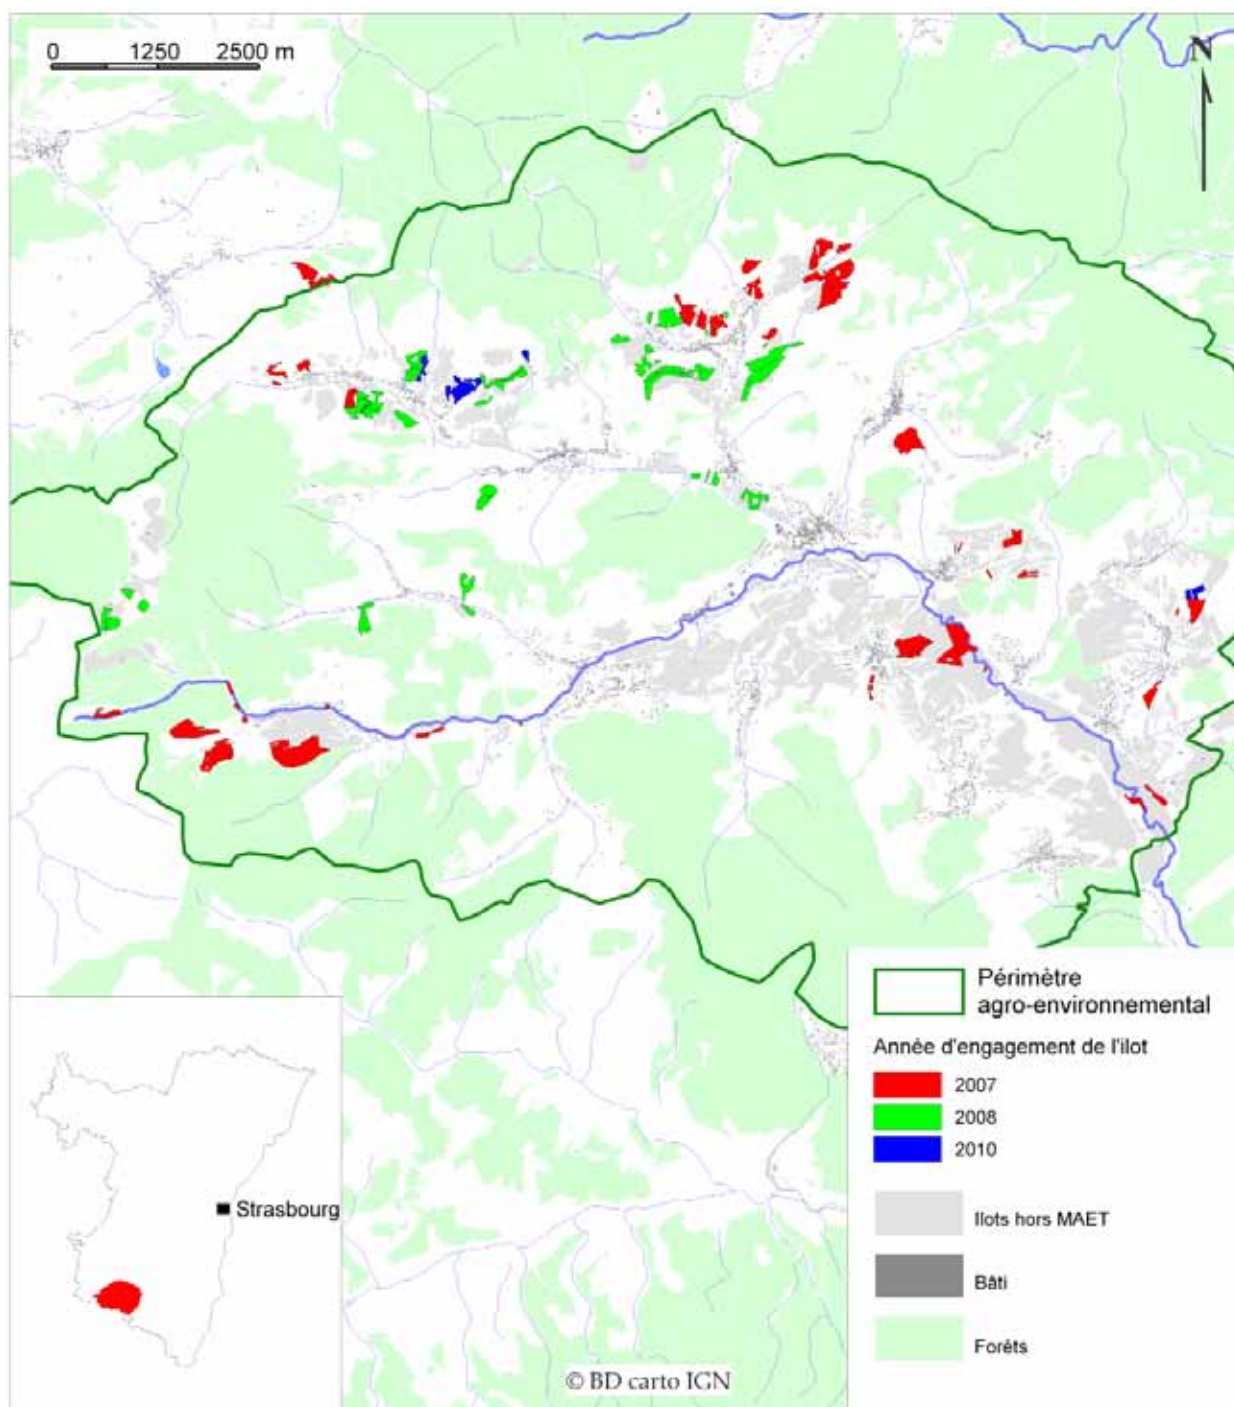 0 1250 2500 m
N
Périmètre
agro-environnemental
Année d'engagement de l'ilot
2007
2008
2010
Ilots hors MAET
Bâti
Forêts
Strasbourg
© BD carto IGN